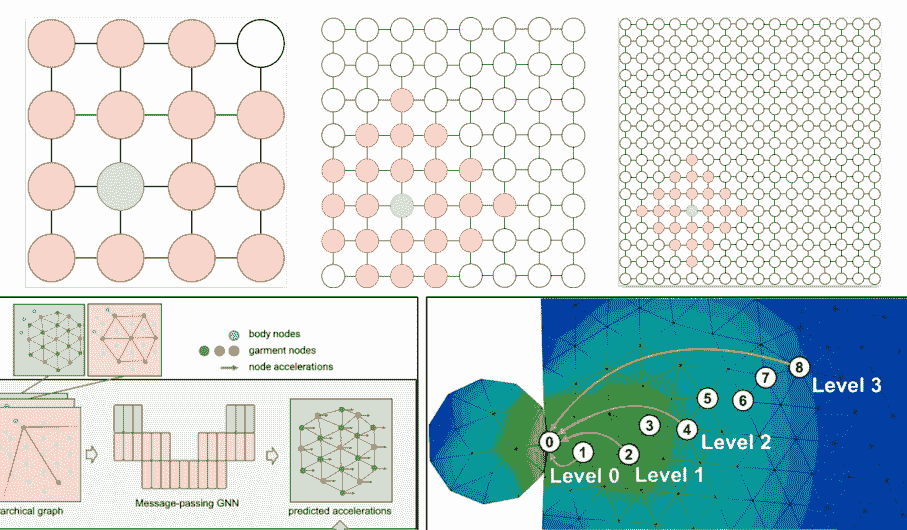 body nodes
garment nodes
node accelerations
archical graph
Message-passing GNN
predicted accelerations
0
1
2
3
4
5
6
7
8
Level 0
Level 1
Level 2
Level 3